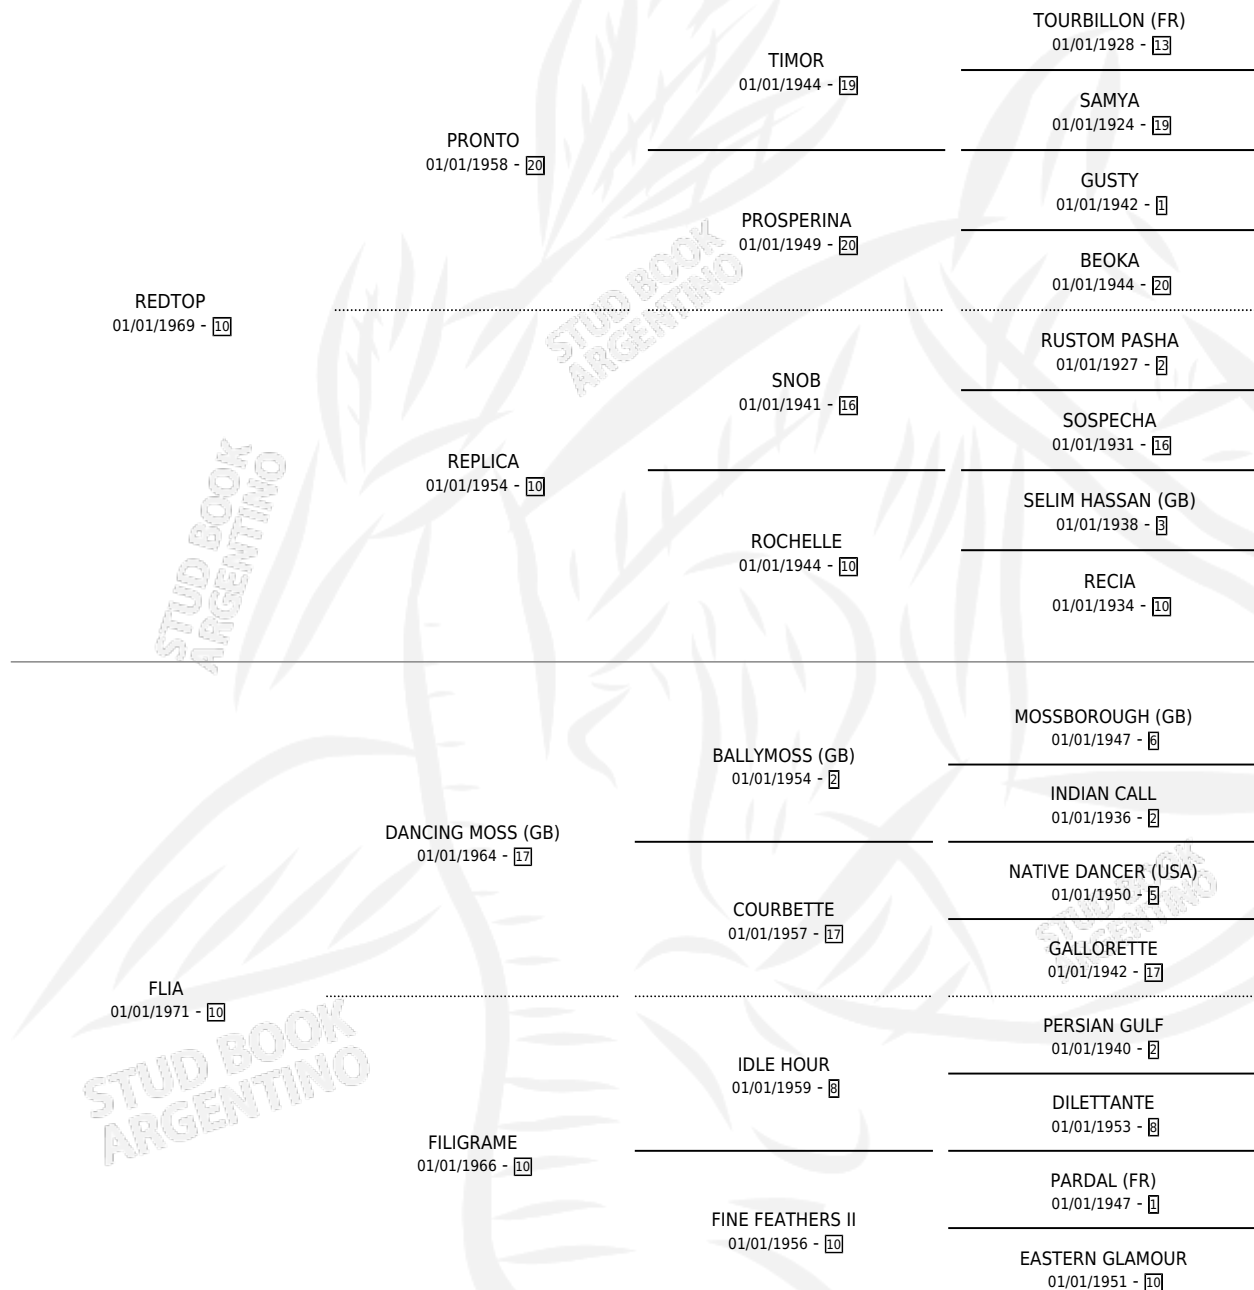 TOURBILLON (FR)
01/01/1928 - 13
TIMOR
01/01/1944 - 19
SAMYA
01/01/1924 - 19
PRONTO
01/01/1958 - 20
GUSTY
01/01/1942 - 1
PROSPERINA
01/01/1949 - 20
BEOKA
01/01/1944 - 20
REDTOP
01/01/1969 - 10
STUD BOOK
ARGENTINO
RUSTOM PASHA
01/01/1927 - 2
SNOB
01/01/1941 - 16
SOSPECHA
01/01/1931 - 16
REPLICA
01/01/1954 - 10
SELIM HASSAN (GB)
01/01/1938 - 3
ROCHELLE
01/01/1944 - 10
RECIA
01/01/1934 - 10
STUD BOOK
ARGENTINO
MOSSBOROUGH (GB)
01/01/1947 - 6
BALLYMOSS (GB)
01/01/1954 - 2
INDIAN CALL
01/01/1936 - 2
DANCING MOSS (GB)
01/01/1964 - 17
NATIVE DANCER (USA)
01/01/1950 - 5
COURBETTE
01/01/1957 - 17
STUD BOOK
ARGENTINO
GALLORETTE
01/01/1942 - 17
FLIA
01/01/1971 - 10
PERSIAN GULF
01/01/1940 - 2
IDLE HOUR
01/01/1959 - 8
DILETTANTE
01/01/1953 - 8
STUD BOOK
ARGENTINO
FILIGRAME
01/01/1966 - 10
PARDAL (FR)
01/01/1947 - 1
FINE FEATHERS II
01/01/1956 - 10
EASTERN GLAMOUR
01/01/1951 - 10